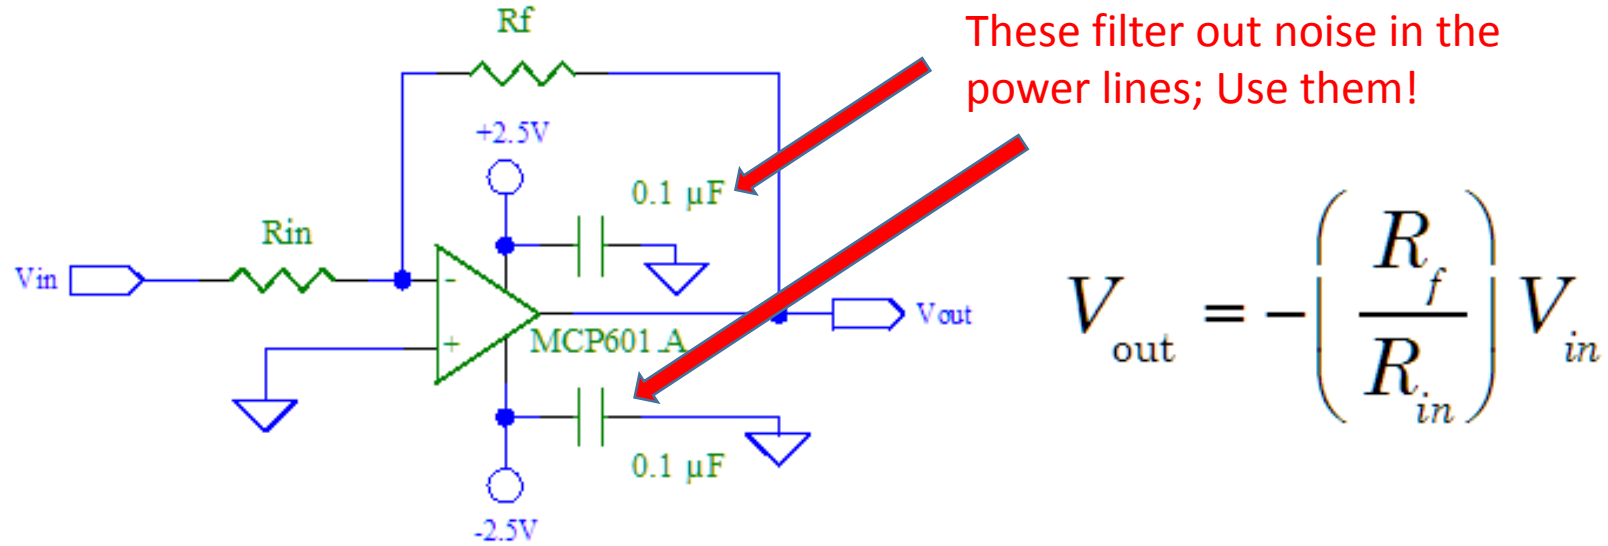 Rf
These filter out noise in the
power lines; Use them!
+2.5V
0.1 µF
Rin
Vin
-
+
MCP601_A
Vout
0.1 µF
-2.5V
V_out = -(R_f / R_in) V_in